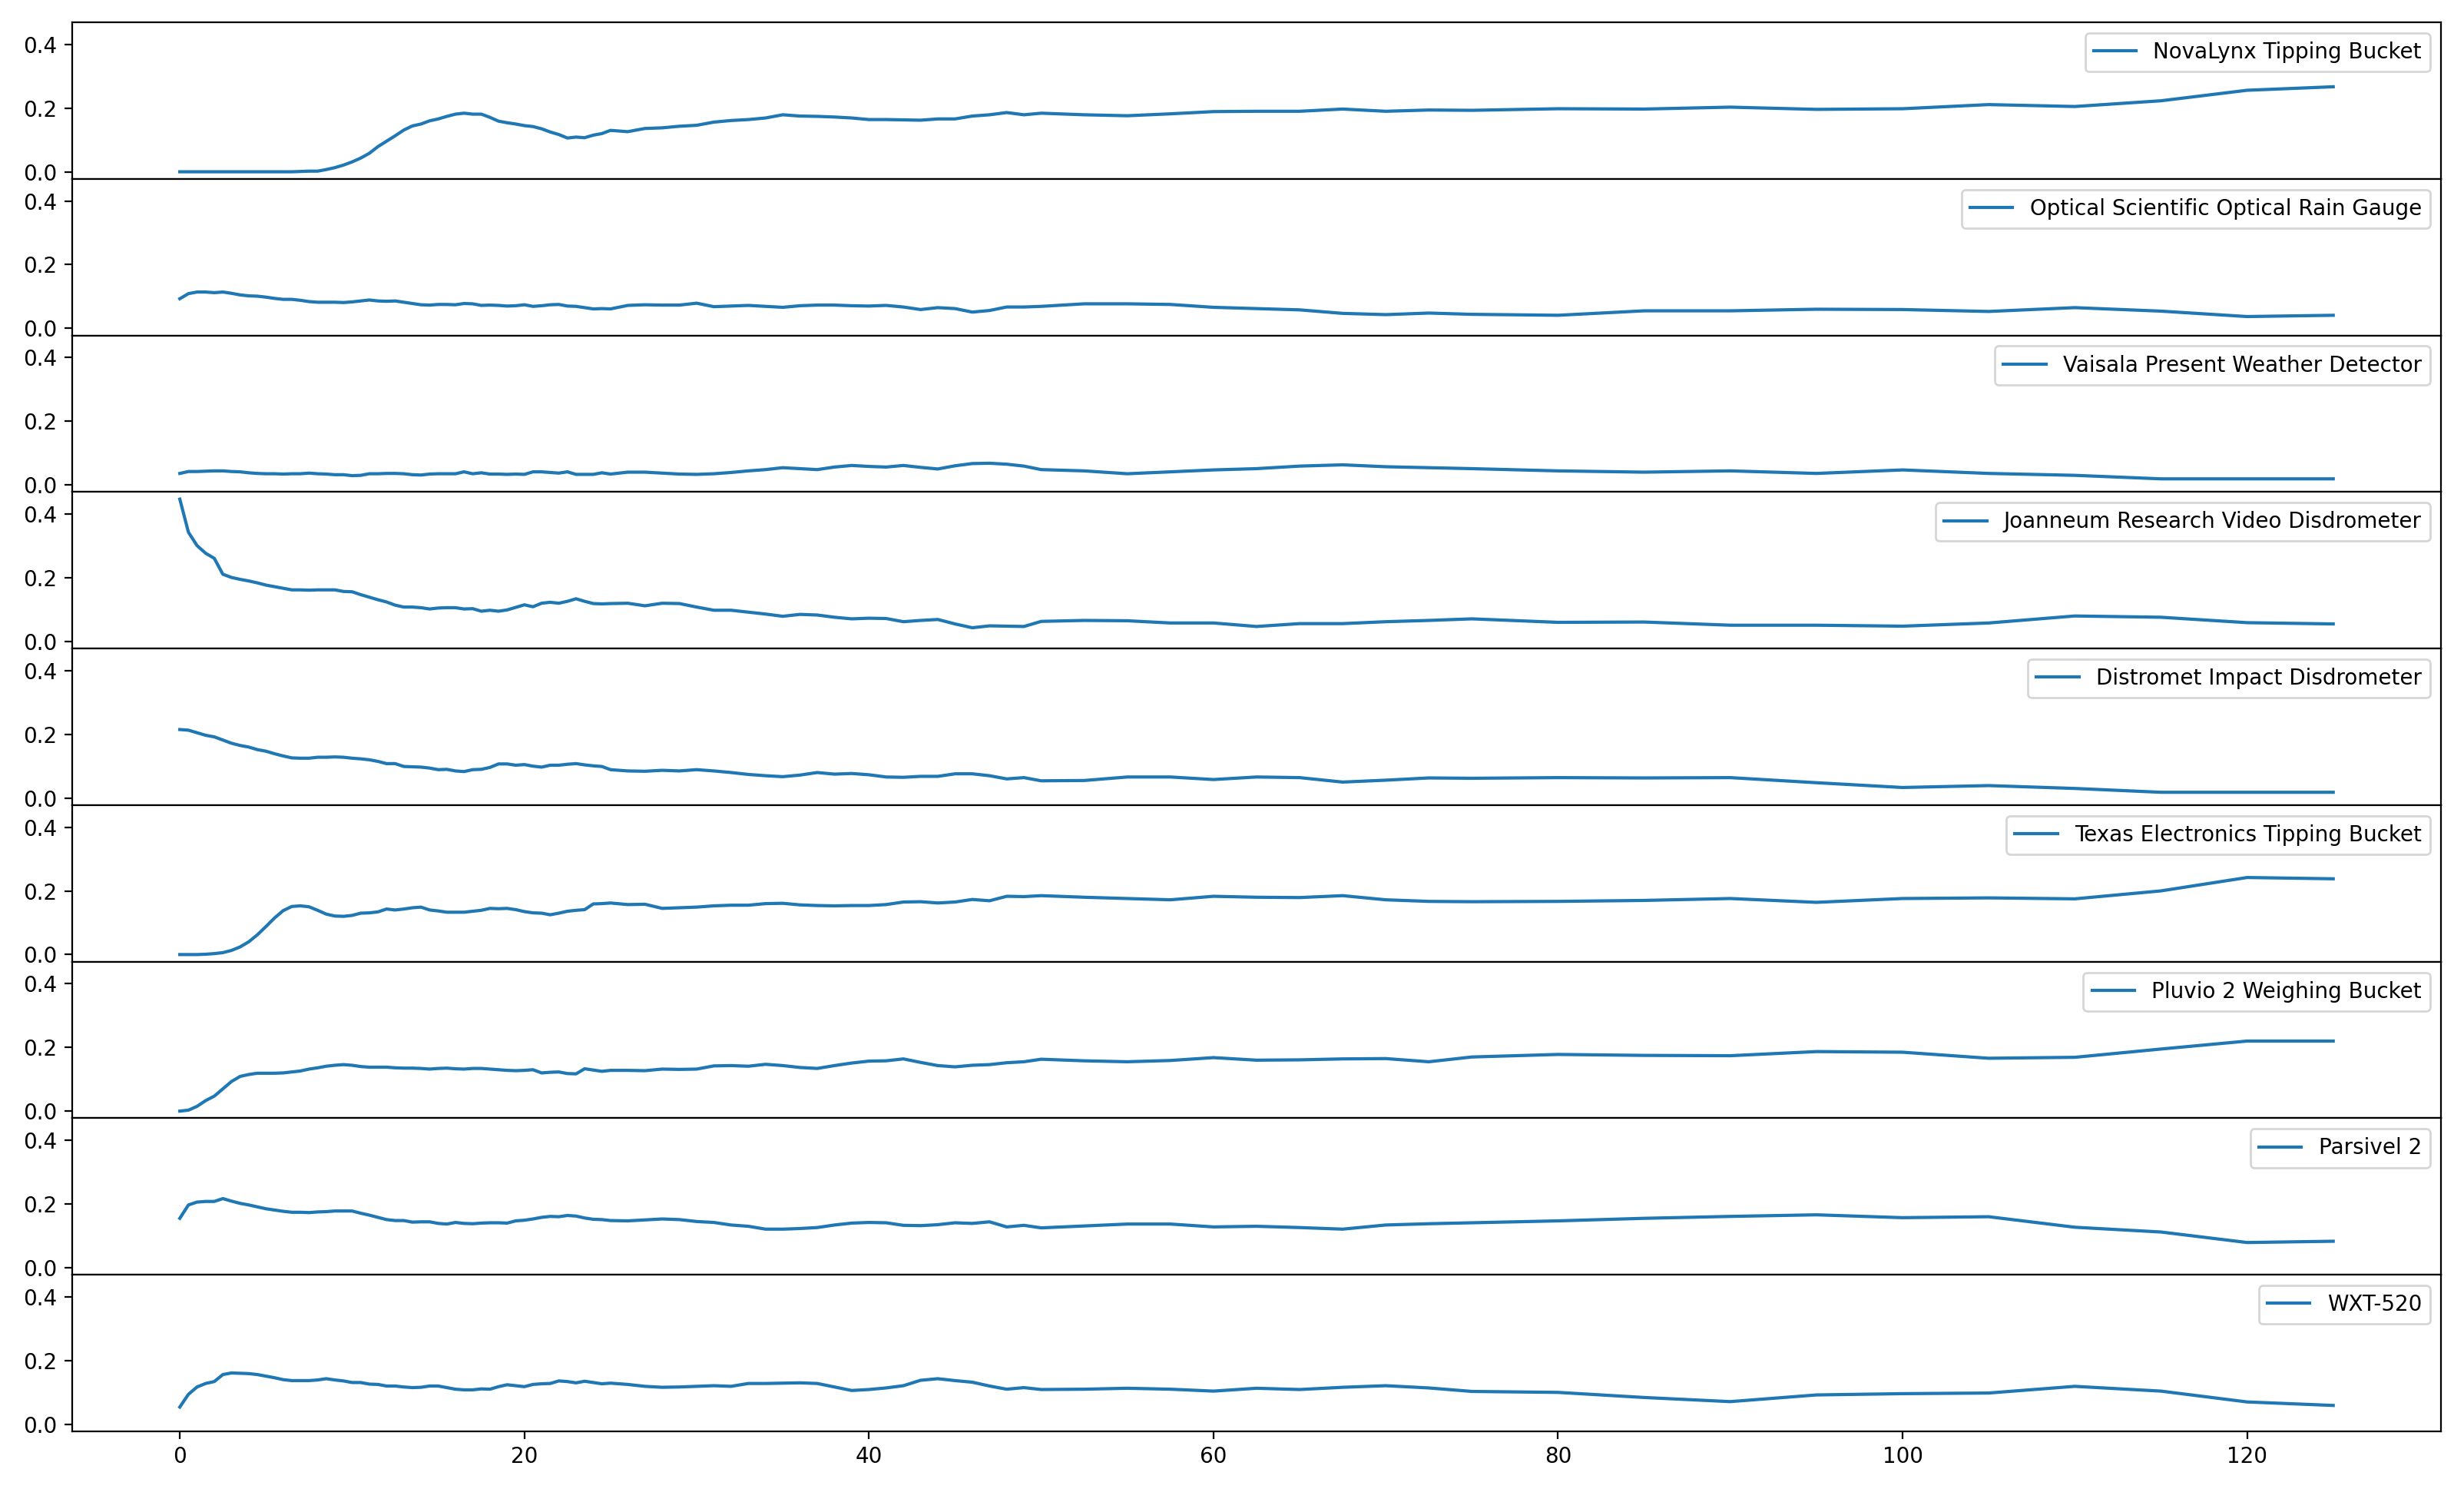 0.4
NovaLynx Tipping Bucket
0.2
0.0
0.4
Optical Scientific Optical Rain Gauge
0.2
0.0
0.4
Vaisala Present Weather Detector
0.2
0.0
0.4
Joanneum Research Video Disdrometer
0.2
0.0
0.4
Distromet Impact Disdrometer
0.2
0.0
0.4
Texas Electronics Tipping Bucket
0.2
0.0
0.4
Pluvio 2 Weighing Bucket
0.2
0.0
0.4
Parsivel 2
0.2
0.0
0.4
WXT-520
0.2
0.0
0 20 40 60 80 100 120